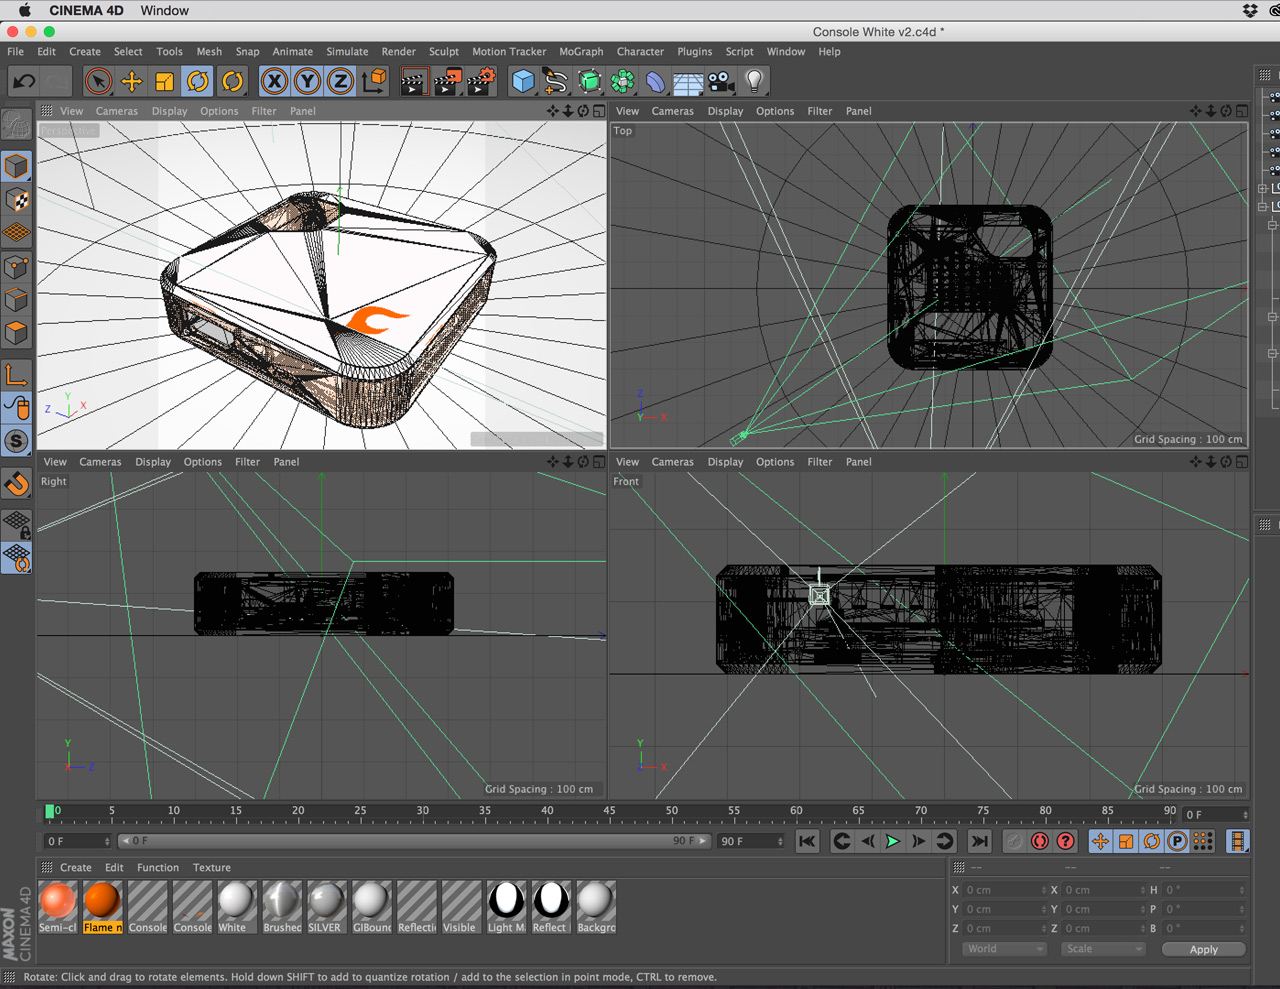 CINEMA 4D Window
Console White v2.c4d *
File Edit Create Select Tools Mesh Snap Animate Simulate Render Sculpt Motion Tracker MoGraph Character Plugins Script Window Help
X Y Z
View Cameras Display Options Filter Panel
View Cameras Display Options Filter Panel
Perspective
Top
Z Y X
Z
Y X
Grid Spacing : 100 cm
S
View Cameras Display Options Filter Panel
View Cameras Display Options Filter Panel
Right
Front
Y
X Z
Grid Spacing : 100 cm
Y
Z X
Grid Spacing : 100 cm
0 5 10 15 20 25 30 35 40 45 50 55 60 65 70 75 80 85 90 0 F
0 F 0 F 90 F 90 F ? P
Create Edit Function Texture
-- -- --
Semi-cl Flame n Console Console White Brushed SILVER GIBounc Reflectio Visible Light Ma Reflect Backgro
X 0 cm X 0 cm H 0 °
Y 0 cm Y 0 cm P 0 °
Z 0 cm Z 0 cm B 0 °
World Scale Apply
MAXON
CINEMA 4D
Rotate: Click and drag to rotate elements. Hold down SHIFT to add to quantize rotation / add to the selection in point mode, CTRL to remove.